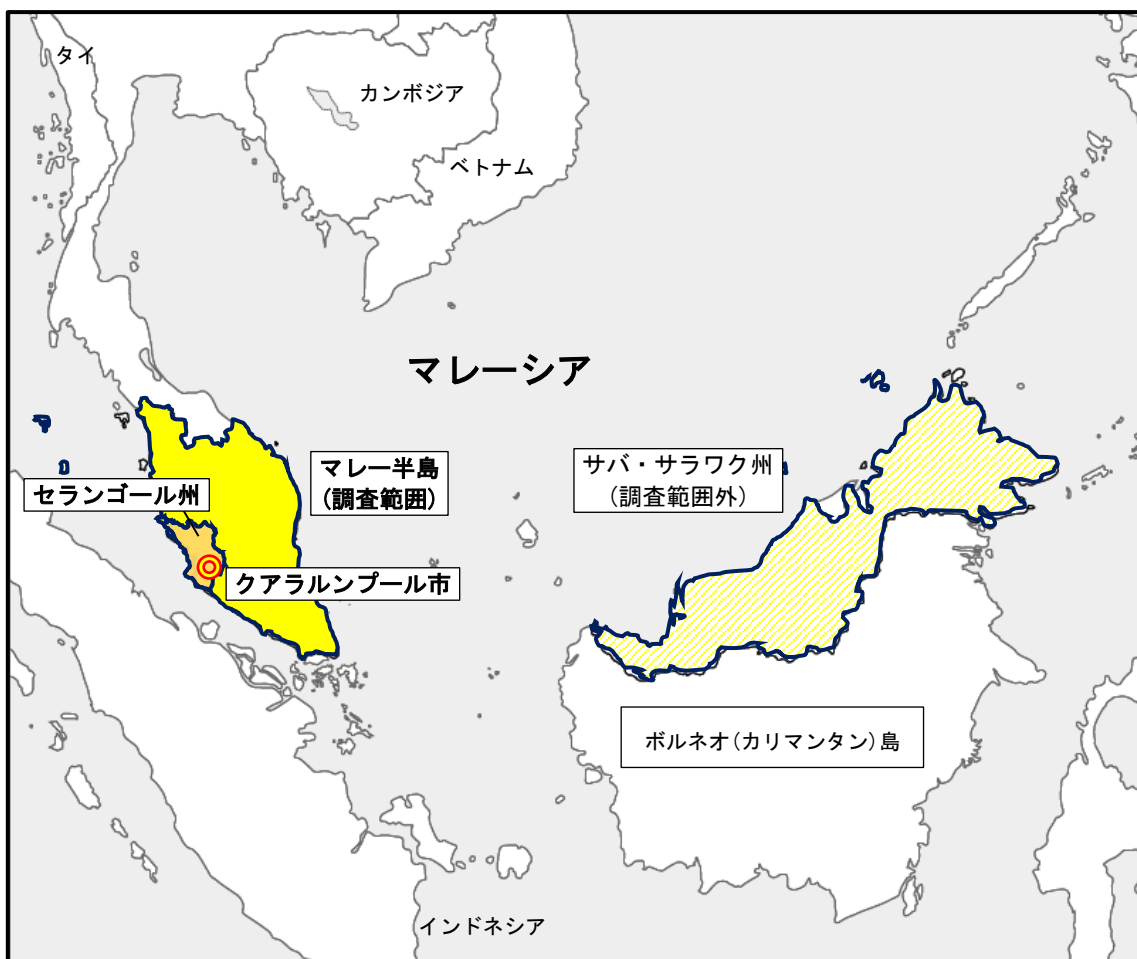 タイ
カンボジア
ベトナム
マレーシア
マレー半島
(調査範囲)
サバ・サラワク州
(調査範囲外)
セランゴール州
クアラルンプール市
ボルネオ(カリマンタン)島
インドネシア